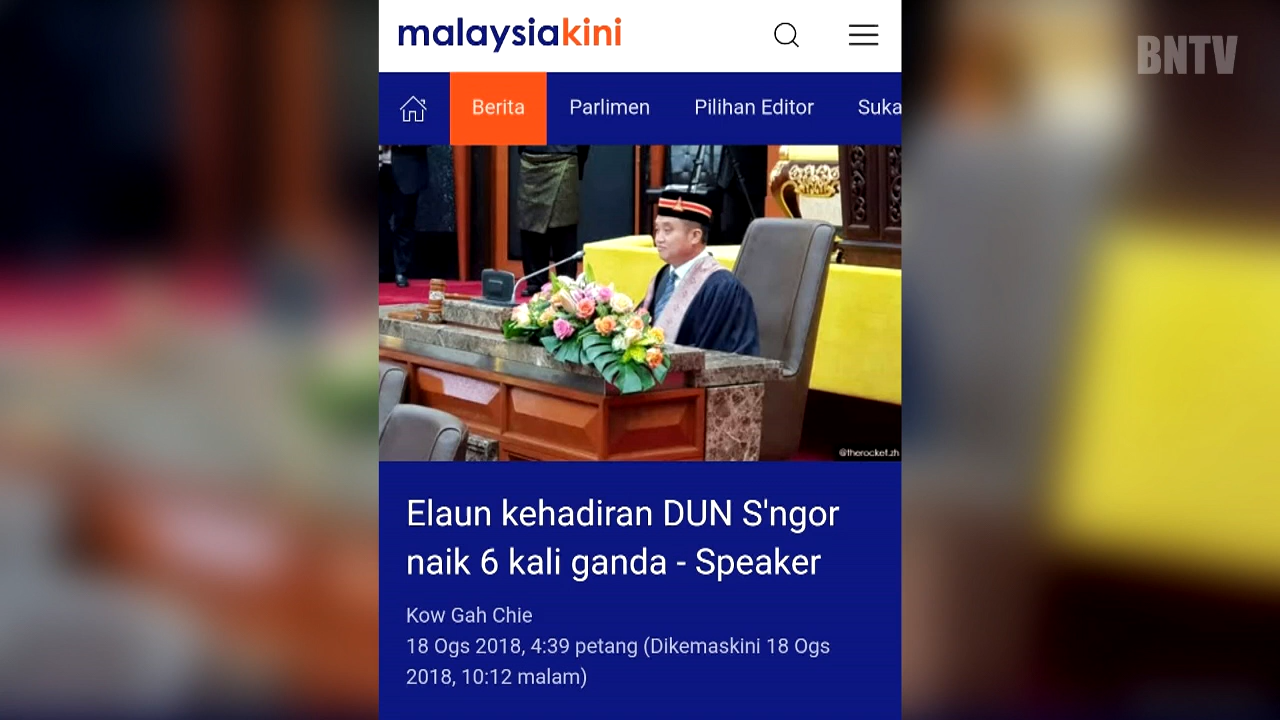 malaysiakini
BNTV
Berita
Parlimen
Pilihan Editor
Suka
@therocket.zh
Elaun kehadiran DUN S'ngor
naik 6 kali ganda - Speaker
Kow Gah Chie
18 Ogs 2018, 4:39 petang (Dikemaskini 18 Ogs
2018, 10:12 malam)